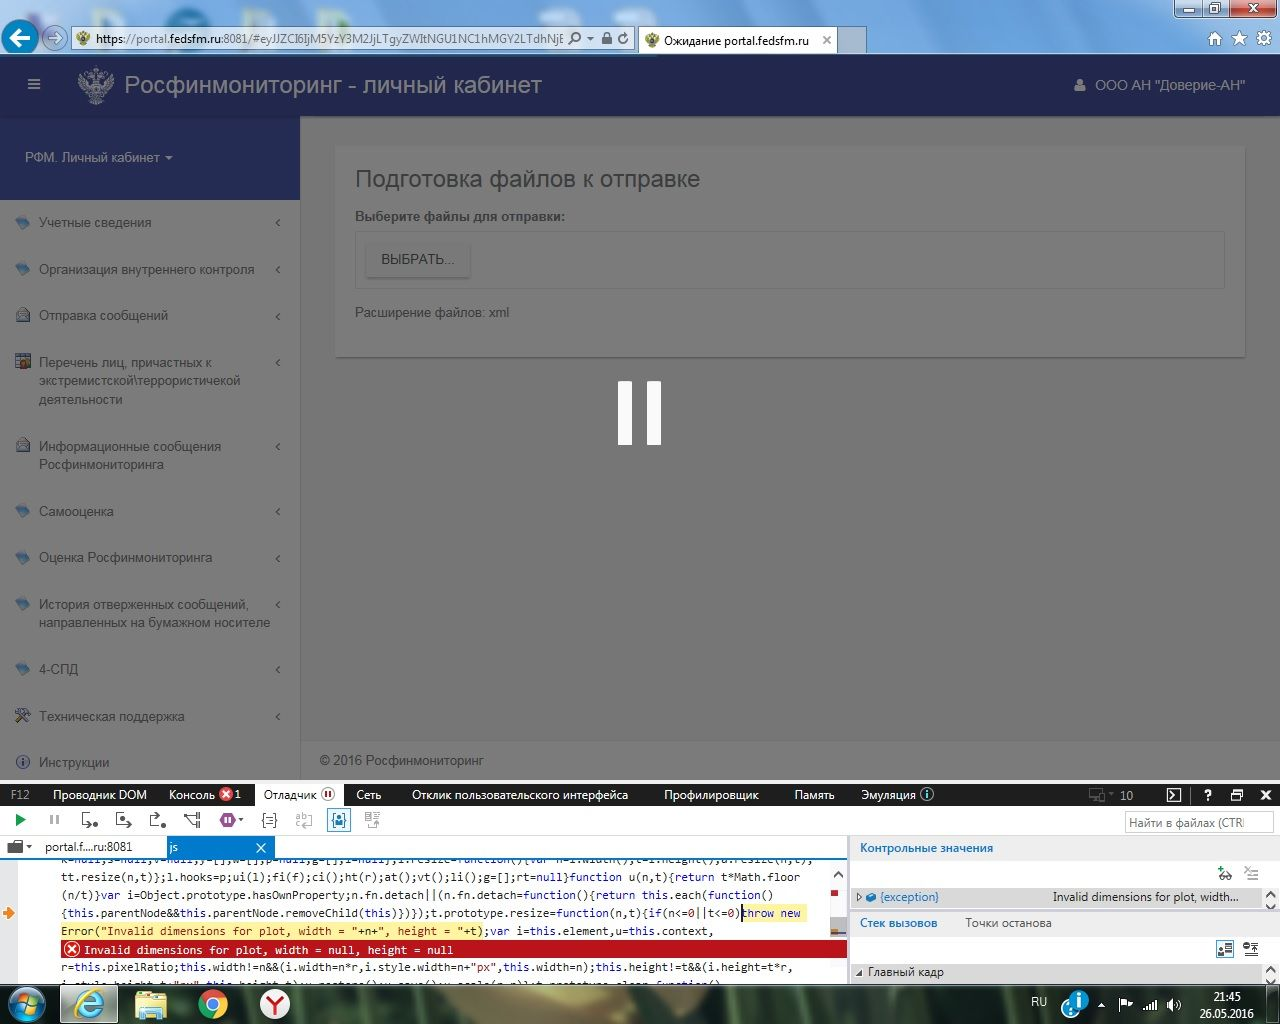 https://portal.fedsfm.ru:8081/#eyJJZCI6IjM5YzY3M2JjLTgyZWItNGU1NC1hMGY2LTdhNjE
Ожидание portal.fedsfm.ru
Росфинмониторинг - личный кабинет
ООО АН "Доверие-АН"
РФМ. Личный кабинет
Учетные сведения
Организация внутреннего контроля
Отправка сообщений
Перечень лиц, причастных к
экстремистской\террористичекой
деятельности
Информационные сообщения
Росфинмониторинга
Самооценка
Оценка Росфинмониторинга
История отверженных сообщений,
направленных на бумажном носителе
4-СПД
Техническая поддержка
Инструкции
Подготовка файлов к отправке
Выберите файлы для отправки:
ВЫБРАТЬ...
Расширение файлов: xml
© 2016 Росфинмониторинг
F12 Проводник DOM Консоль 1 Отладчик Сеть Отклик пользовательского интерфейса Профилировщик Память Эмуляция 10
Найти в файлах (CTRL
portal.f....ru:8081 js
tt.resize(n,t)};l.hooks=p;ui(l);fi(f);ci();ht(r);at();vt();li();g=[];rt=null}function u(n,t){return t*Math.floor
(n/t)}var i=Object.prototype.hasOwnProperty;n.fn.detach||(n.fn.detach=function(){return this.each(function()
{this.parentNode&&this.parentNode.removeChild(this)})});t.prototype.resize=function(n,t){if(n<=0||t<=0)throw new
Error("Invalid dimensions for plot, width = "+n+", height = "+t);var i=this.element,u=this.context,
Invalid dimensions for plot, width = null, height = null
r=this.pixelRatio;this.width!=n&&(i.width=n*r,i.style.width=n+"px",this.width=n);this.height!=t&&(i.height=t*r,
Контрольные значения
{exception} Invalid dimensions for plot, width...
Стек вызовов Точки останова
Главный кадр
RU
21:45
26.05.2016